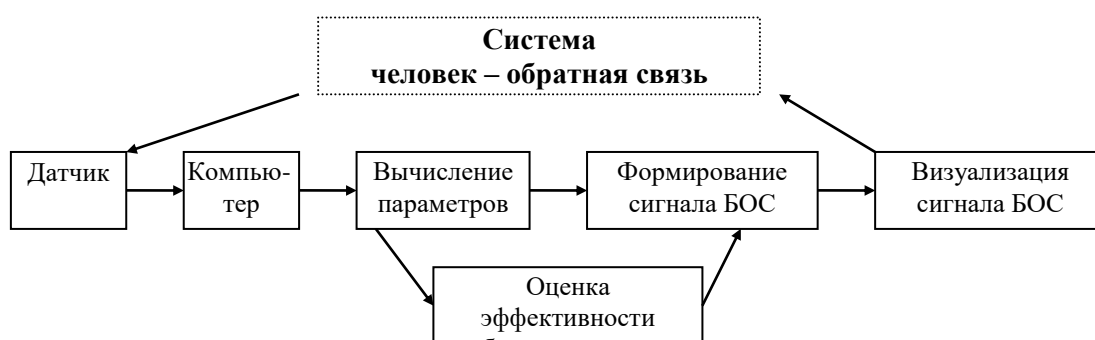 Система
человек – обратная связь
Датчик
Компью-
тер
Вычисление
параметров
Формирование
сигнала БОС
Визуализация
сигнала БОС
Оценка
эффективности